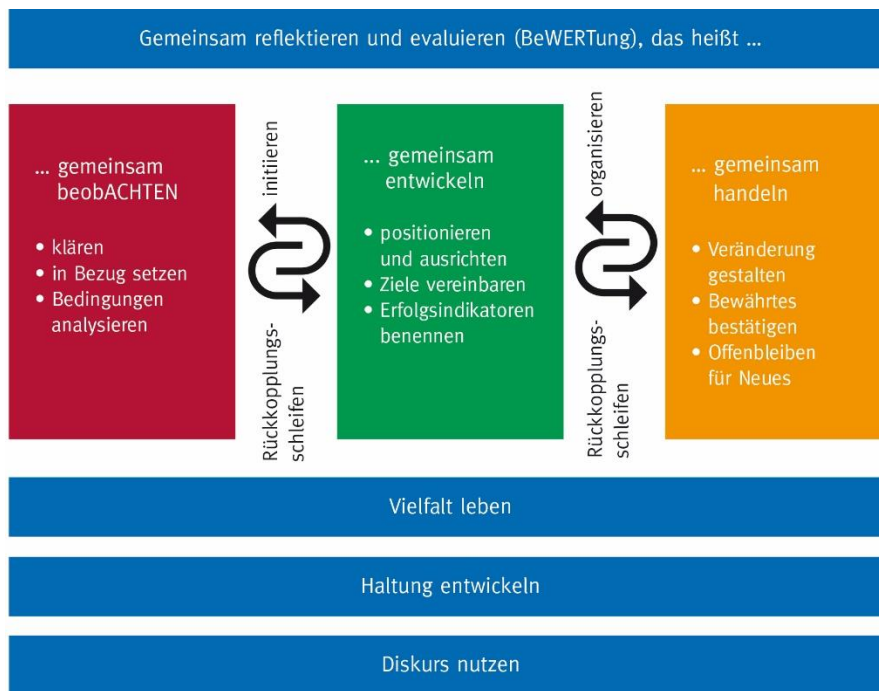 Gemeinsam reflektieren und evaluieren (BeWERTung), das heißt ...
... gemeinsam
beobACHTEN
• klären
• in Bezug setzen
• Bedingungen
analysieren
initiieren
Rückkopplungs-
schleifen
... gemeinsam
entwickeln
• positionieren
und ausrichten
• Ziele vereinbaren
• Erfolgsindikatoren
benennen
organisieren
Rückkopplungs-
schleifen
... gemeinsam
handeln
• Veränderung
gestalten
• Bewährtes
bestätigen
• Offenbleiben
für Neues
Vielfalt leben
Haltung entwickeln
Diskurs nutzen